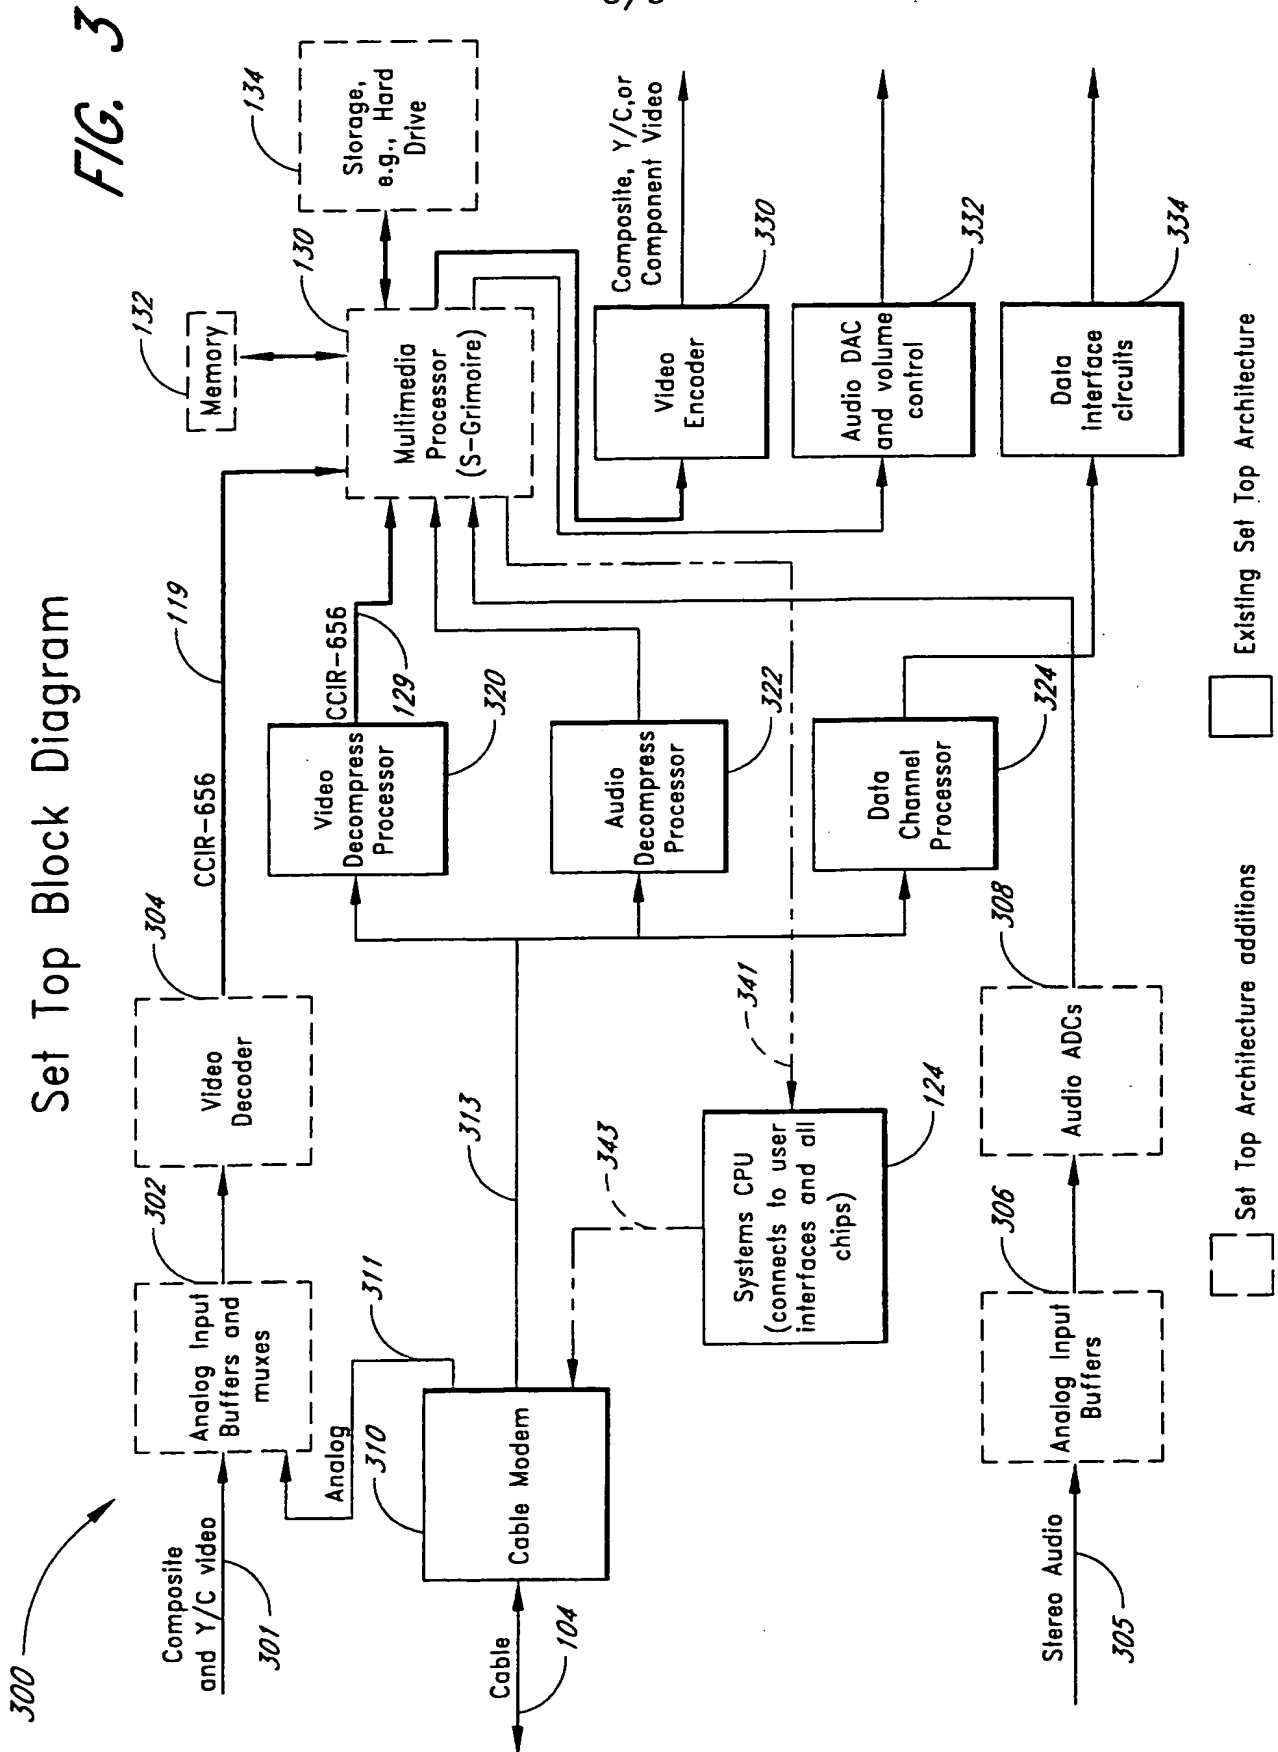 FIG. 3
Set Top Block Diagram
300
Composite
and Y/C video
301
Analog Input
Buffers and
muxes
302
Video
Decoder
304
CCIR-656
119
Memory
132
Multimedia
Processor
(S-Grimoire)
130
Storage,
e.g., Hard
Drive
134
Analog
311
Cable
104
Cable Modem
310
313
Video
Decompress
Processor
320
CCIR-656
129
Audio
Decompress
Processor
322
Data
Channel
Processor
324
Video
Encoder
330
Composite, Y/C, or
Component Video
Audio DAC
and volume
control
332
Data
interface
circuits
334
343
341
Systems CPU
(connects to user
interfaces and all
chips)
124
Stereo Audio
305
Analog Input
Buffers
306
Audio ADCs
308
Set Top Architecture additions
Existing Set Top Architecture